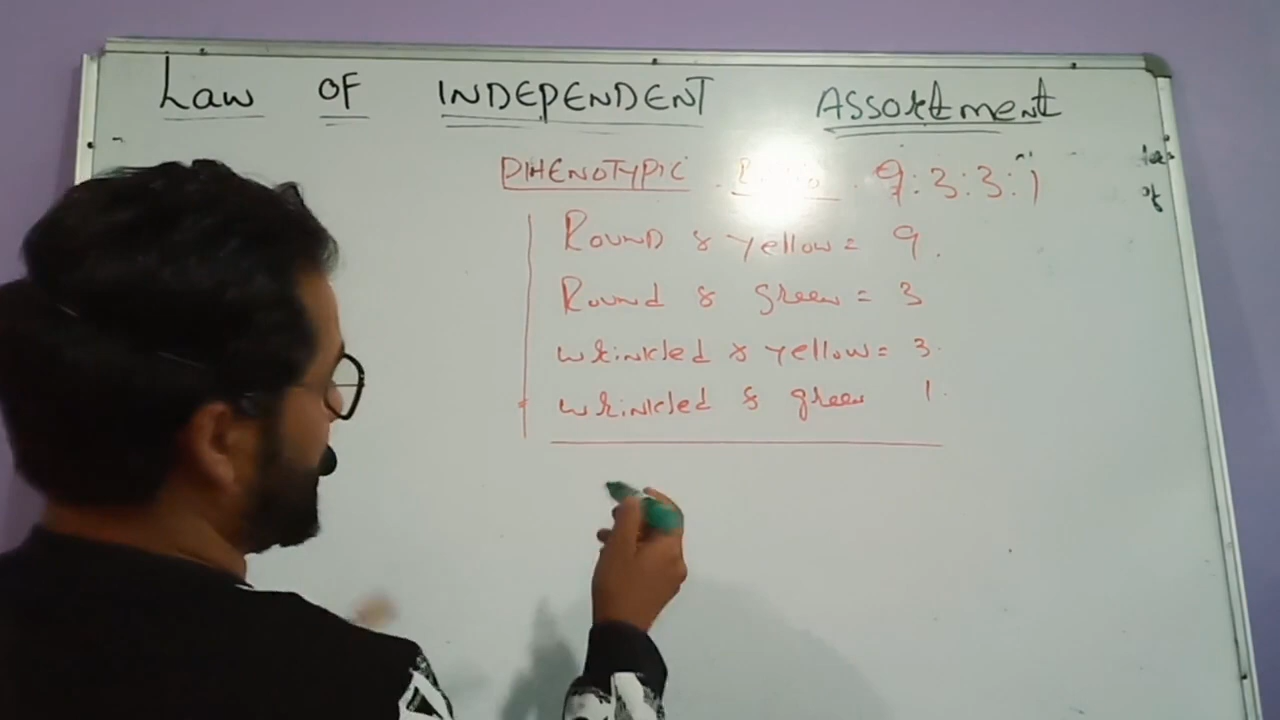 Law OF INDEPENDENT Assortment
PHENOTYPIC 9:3:3:1
Round & yellow = 9.
Round & green = 3
wrinkled & yellow = 3.
wrinkled & green 1.
of